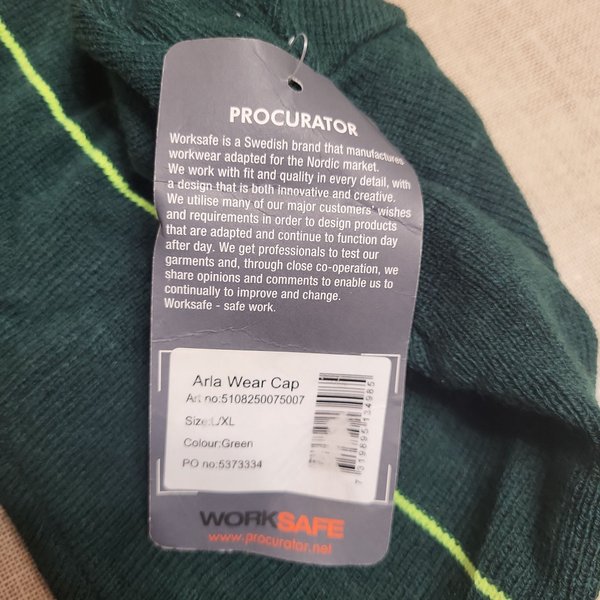 PROCURATOR
Worksafe is a Swedish brand that manufactures
workwear adapted for the Nordic market.
We work with fit and quality in every detail, with
a design that is both innovative and creative.
We utilise many of our major customers' wishes
and requirements in order to design products
that are adapted and continue to function day
after day. We get professionals to test our
garments and, through close co-operation, we
share opinions and comments to enable us to
continually to improve and change.
Worksafe - safe work.
Arla Wear Cap
Art no:5108250075007
Size:L/XL
Colour:Green
PO no:5373334
7319895134985
WORKSAFE
www.procurator.net